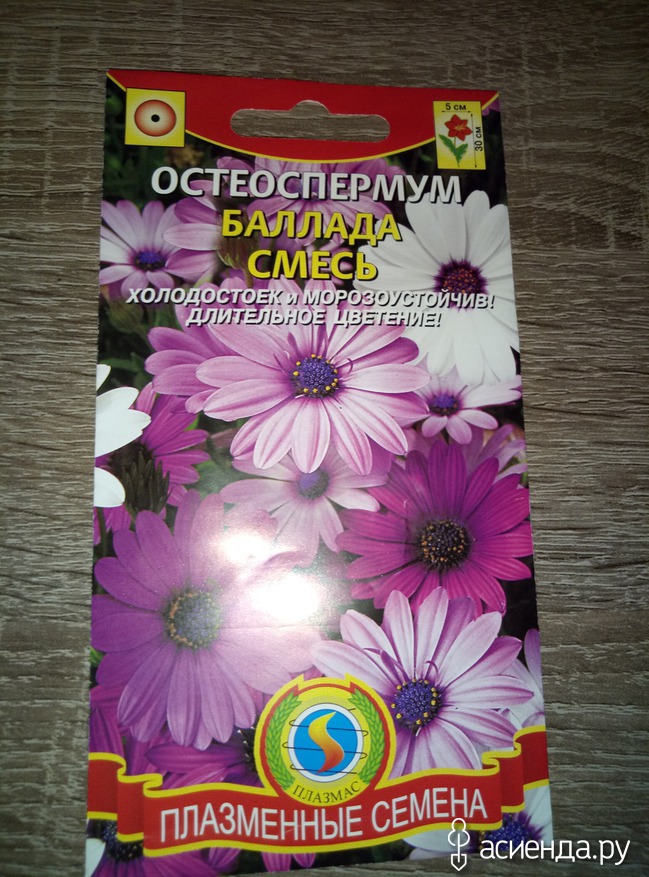 5 см
30 см
ОСТЕОСПЕРМУМ
БАЛЛАДА
СМЕСЬ
ХОЛОДОСТОЕК и МОРОЗОУСТОЙЧИВ!
ДЛИТЕЛЬНОЕ ЦВЕТЕНИЕ!
ПЛАЗМАС
ПЛАЗМЕННЫЕ СЕМЕНА
асиенда.ру